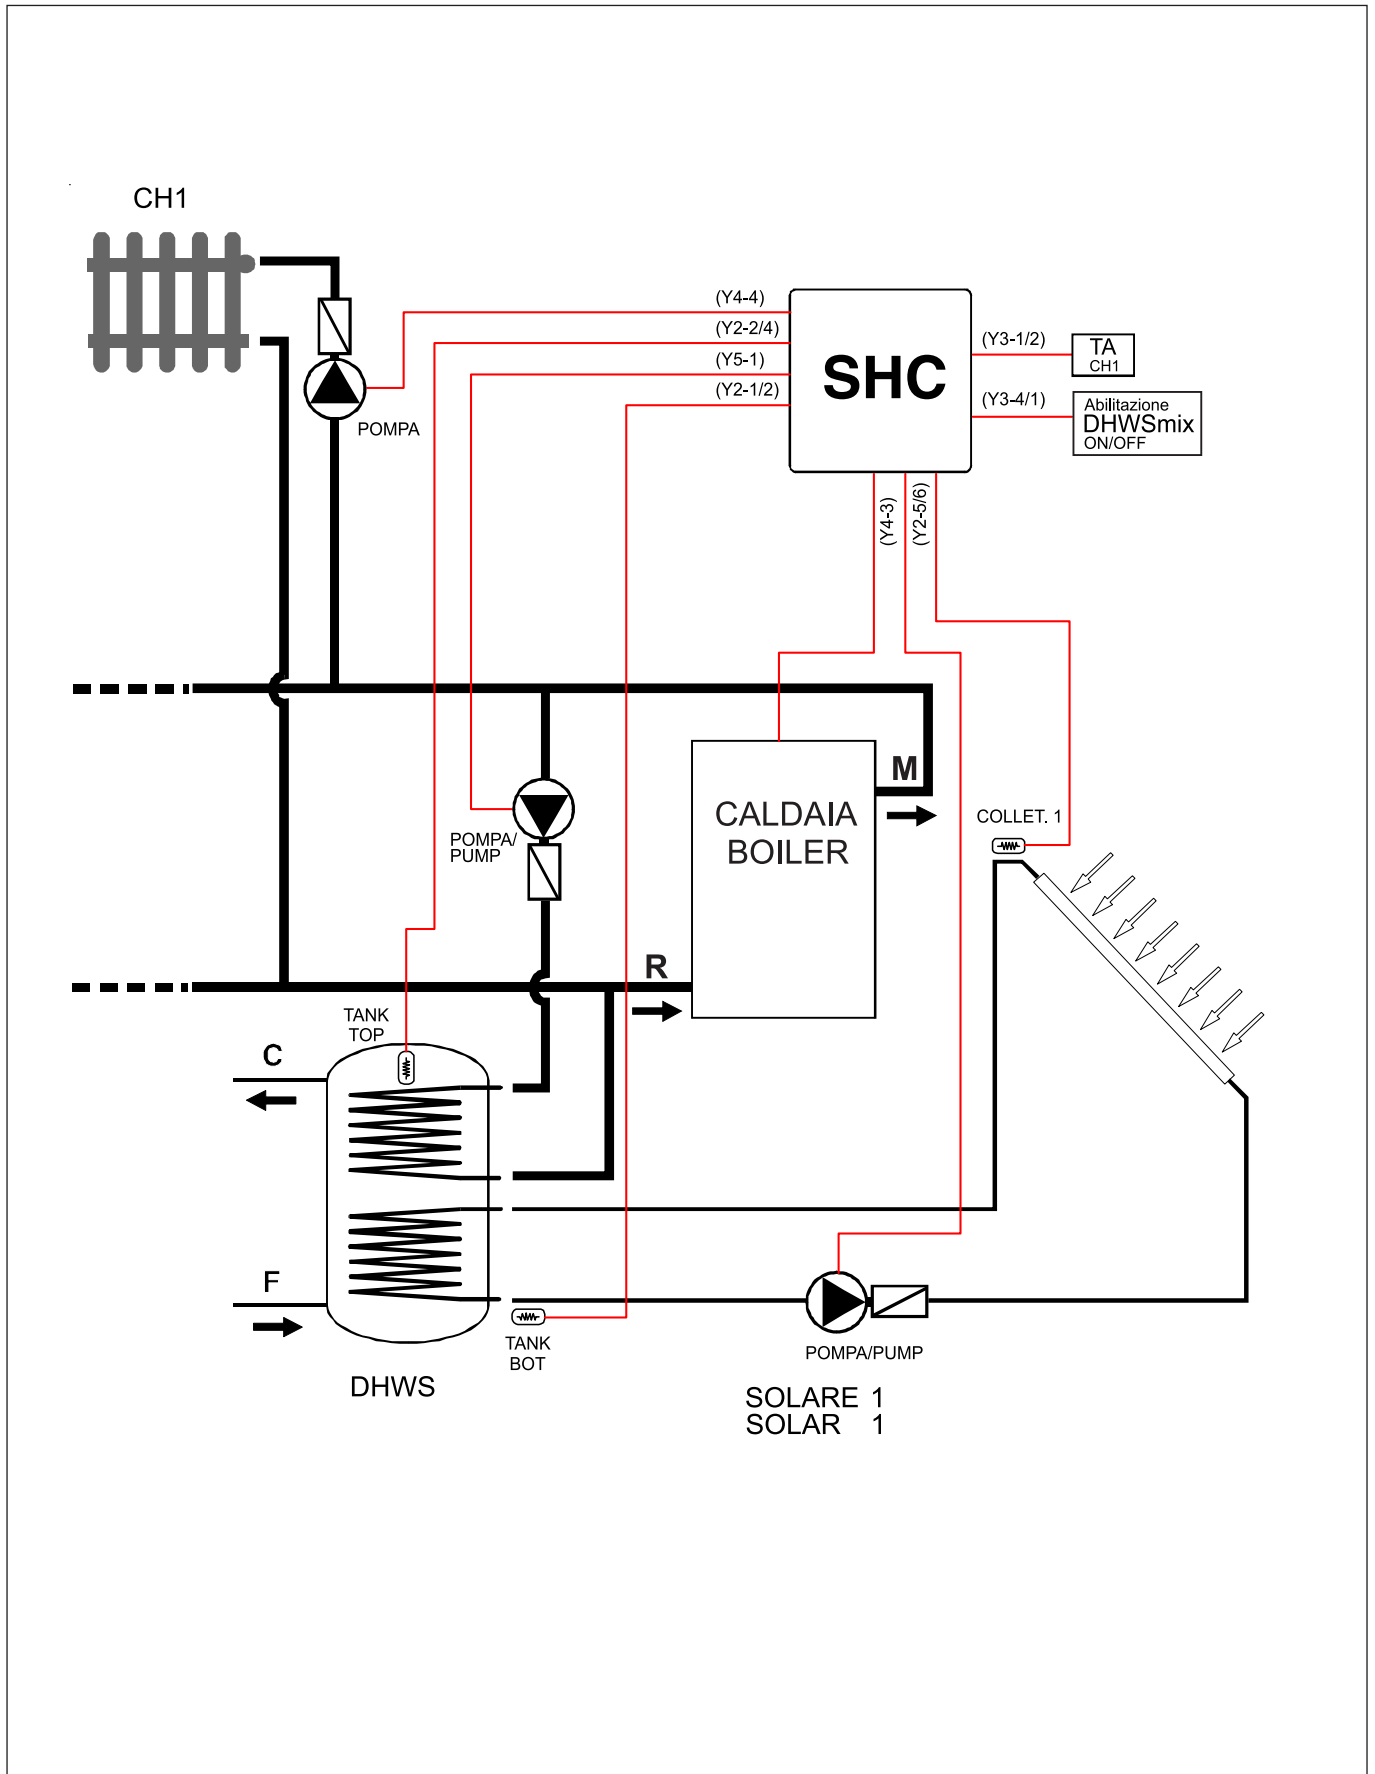 CH1
(Y4-4)
(Y2-2/4)
(Y5-1)
(Y2-1/2)
SHC
(Y3-1/2)
TA
CH1
(Y3-4/1)
Abilitazione
DHWSmix
ON/OFF
POMPA
(Y4-3)
(Y2-5/6)
M
CALDAIA
BOILER
COLLET. 1
POMPA/
PUMP
R
TANK
TOP
C
F
TANK
BOT
POMPA/PUMP
DHWS
SOLARE 1
SOLAR 1